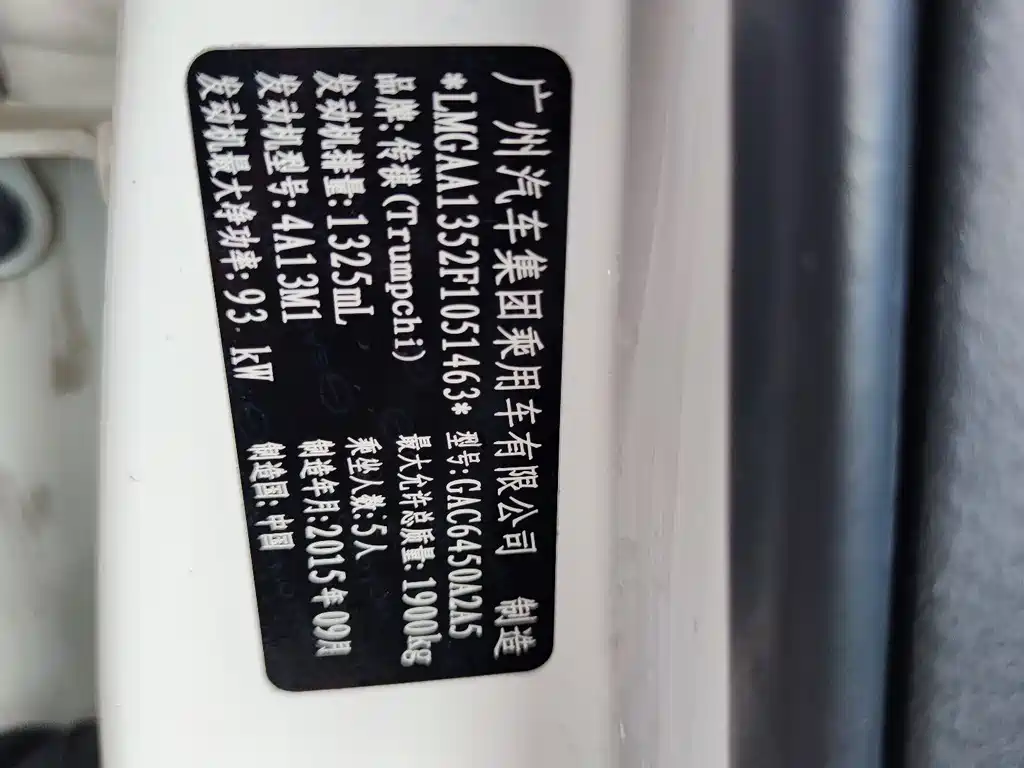 广州汽车集团乘用车有限公司 制造
*LMGAA1352F1051463* 型号:GAC6450A2A5
品牌:传祺(Trumpchi) 最大允许总质量:1900kg
发动机排量:1325mL 乘坐人数:5人
发动机型号:4A13M1 制造年月:2015年09月
发动机最大净功率:93 kW 制造国:中国